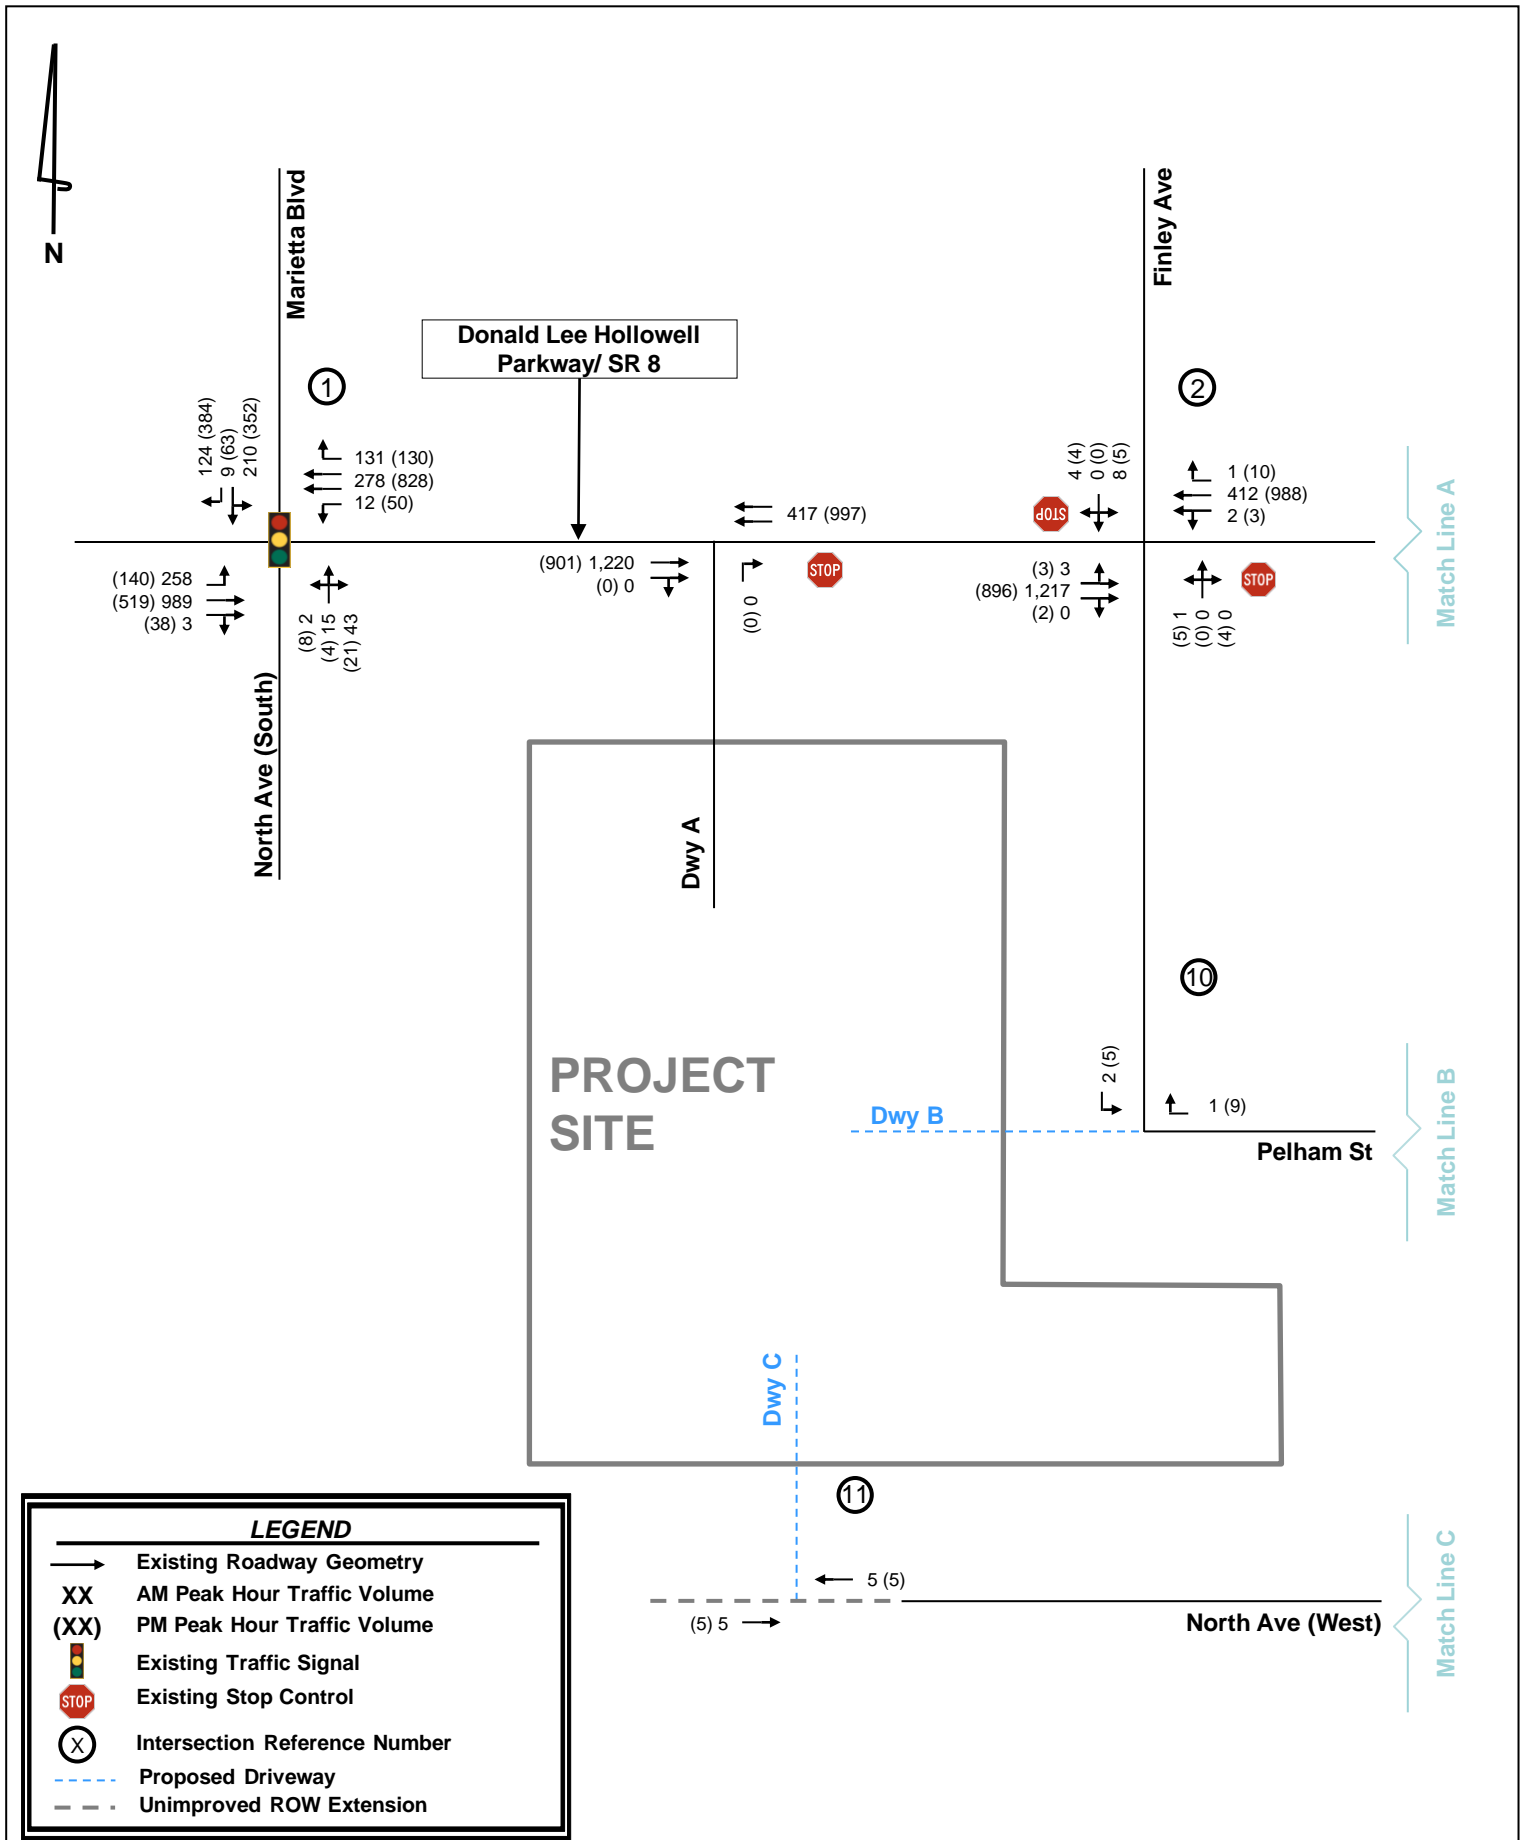 N
Marietta Blvd
Finley Ave
Donald Lee Hollowell
Parkway/ SR 8
1
2
124 (384)
9 (63)
210 (352)
131 (130)
278 (828)
12 (50)
417 (997)
4 (4)
0 (0)
8 (5)
STOP
1 (10)
412 (988)
2 (3)
Match Line A
(140) 258
(519) 989
(38) 3
(8) 2
(4) 15
(21) 43
(901) 1,220
(0) 0
(0) 0
STOP
(3) 3
(896) 1,217
(2) 0
(5) 1
(0) 0
(4) 0
STOP
North Ave (South)
Dwy A
10
PROJECT
SITE
2 (5)
1 (9)
Dwy B
Pelham St
Match Line B
Dwy C
11
5 (5)
(5) 5
North Ave (West)
Match Line C
LEGEND
Existing Roadway Geometry
XX AM Peak Hour Traffic Volume
(XX) PM Peak Hour Traffic Volume
Existing Traffic Signal
STOP Existing Stop Control
X Intersection Reference Number
Proposed Driveway
Unimproved ROW Extension